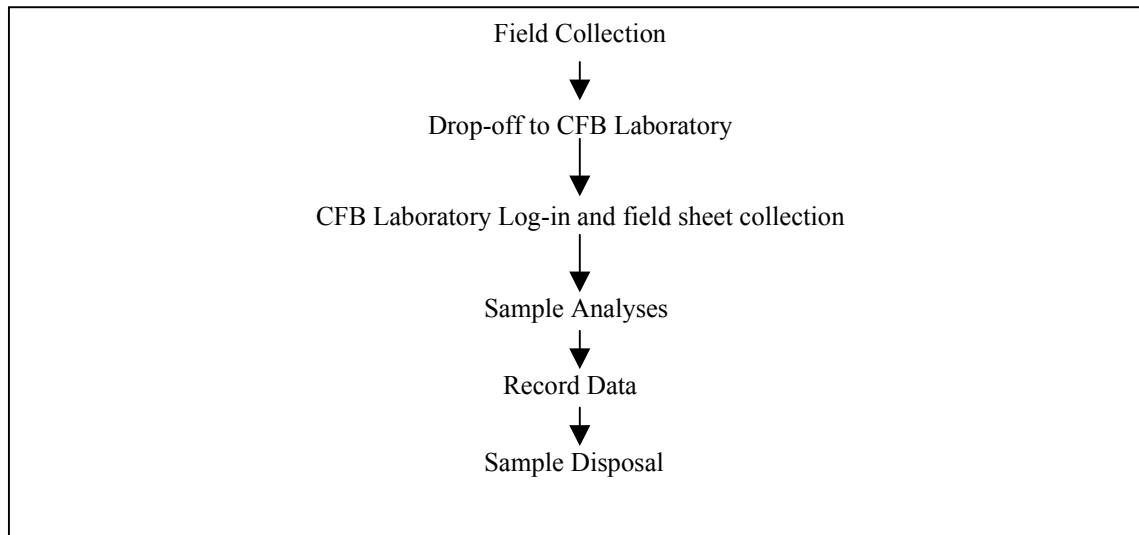 Field Collection
Drop-off to CFB Laboratory
CFB Laboratory Log-in and field sheet collection
Sample Analyses
Record Data
Sample Disposal